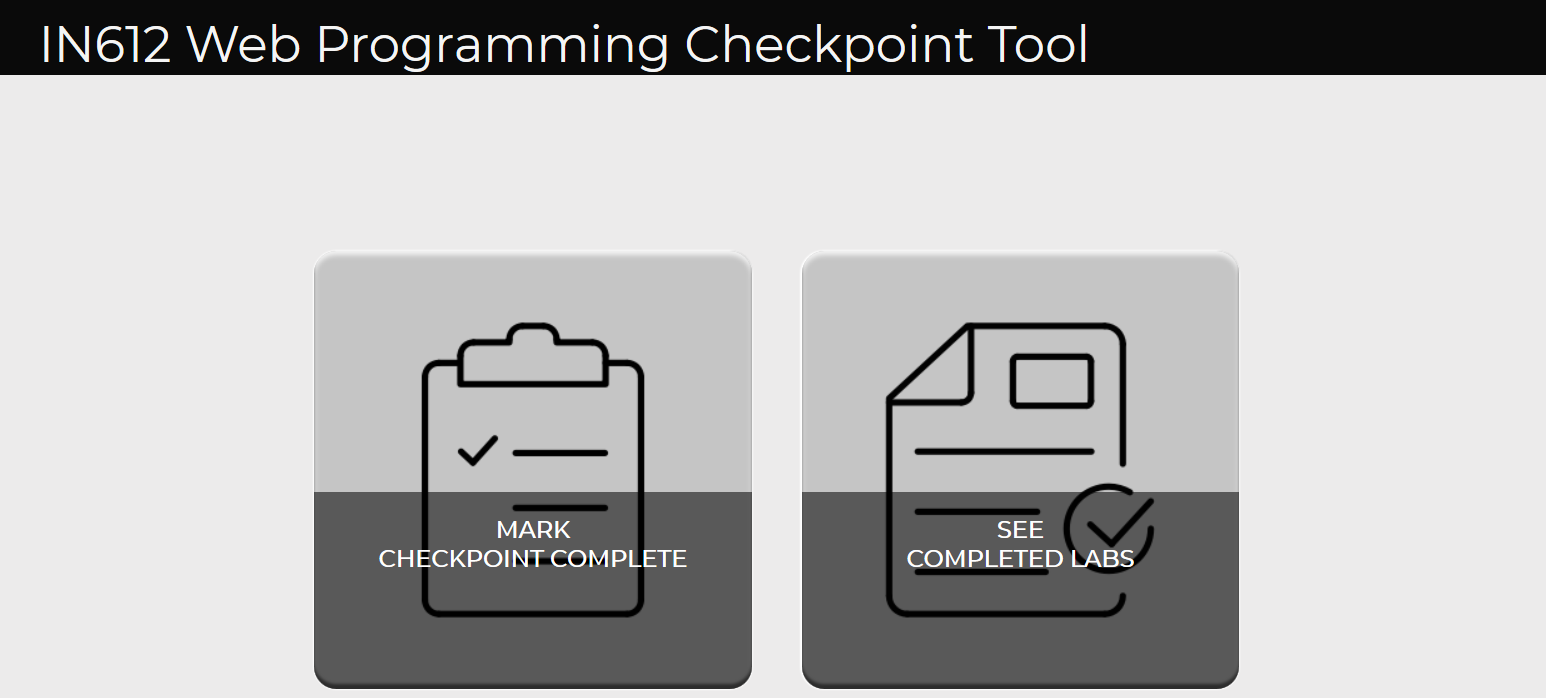 IN612 Web Programming Checkpoint Tool
MARK
CHECKPOINT COMPLETE
SEE
COMPLETED LABS